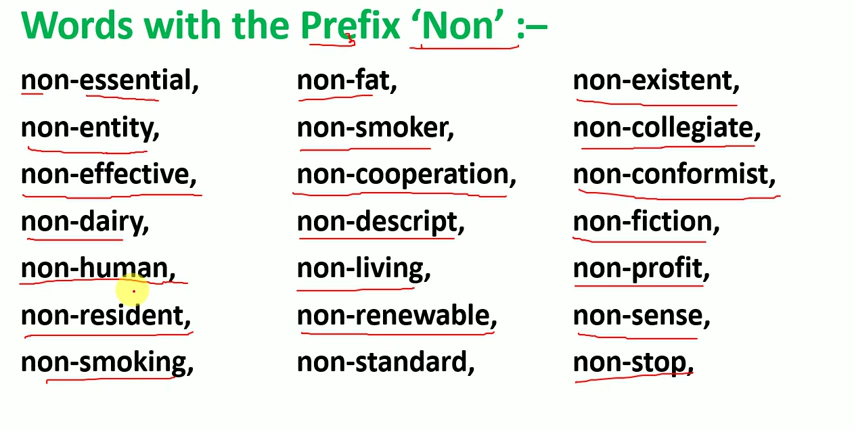 Words with the Prefix ‘Non’ :–
non-essential, non-fat, non-existent,
non-entity, non-smoker, non-collegiate,
non-effective, non-cooperation, non-conformist,
non-dairy, non-descript, non-fiction,
non-human, non-living, non-profit,
non-resident, non-renewable, non-sense,
non-smoking, non-standard, non-stop,